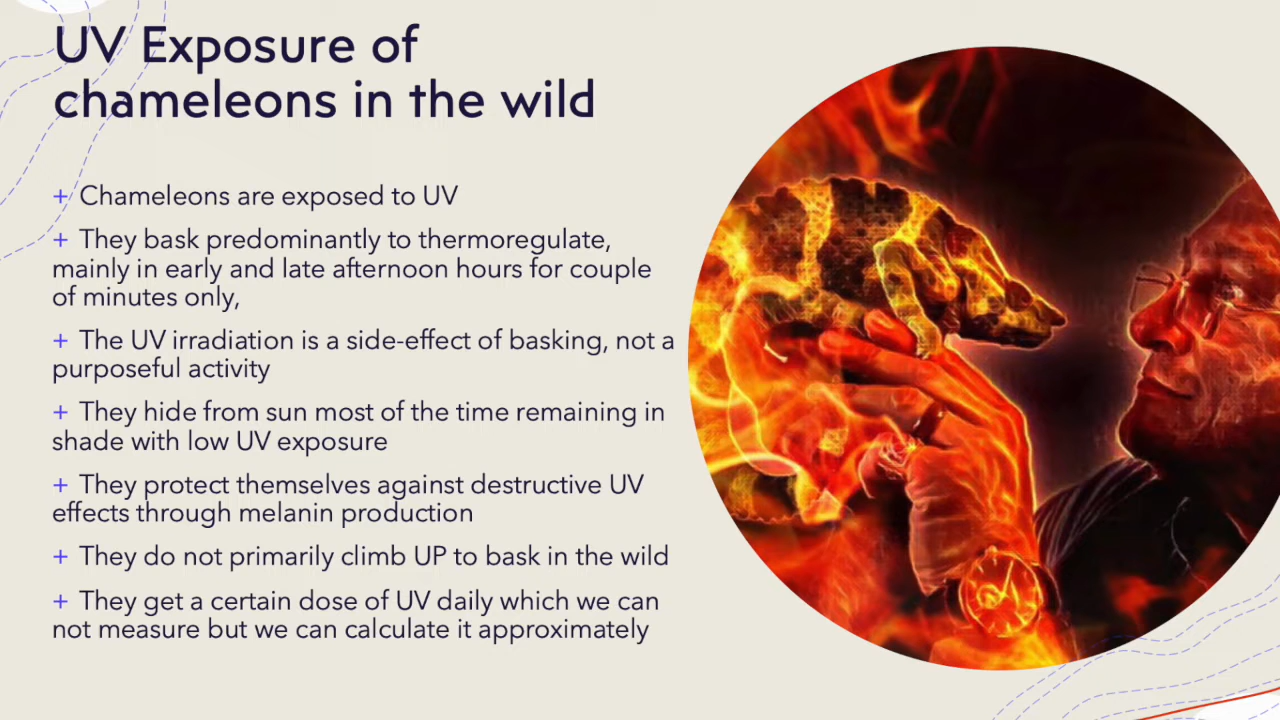 UV Exposure of
chameleons in the wild
+ Chameleons are exposed to UV
+ They bask predominantly to thermoregulate,
mainly in early and late afternoon hours for couple
of minutes only,
+ The UV irradiation is a side-effect of basking, not a
purposeful activity
+ They hide from sun most of the time remaining in
shade with low UV exposure
+ They protect themselves against destructive UV
effects through melanin production
+ They do not primarily climb UP to bask in the wild
+ They get a certain dose of UV daily which we can
not measure but we can calculate it approximately